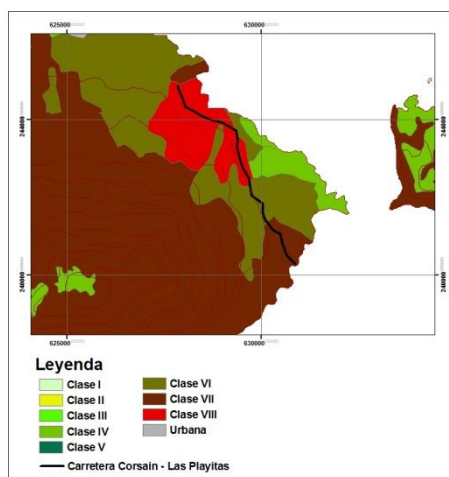 625000
630000
244000
244000
240000
240000
625000
630000
Leyenda
Clase I
Clase II
Clase III
Clase IV
Clase V
Clase VI
Clase VII
Clase VIII
Urbana
Carretera Corsain - Las Playitas